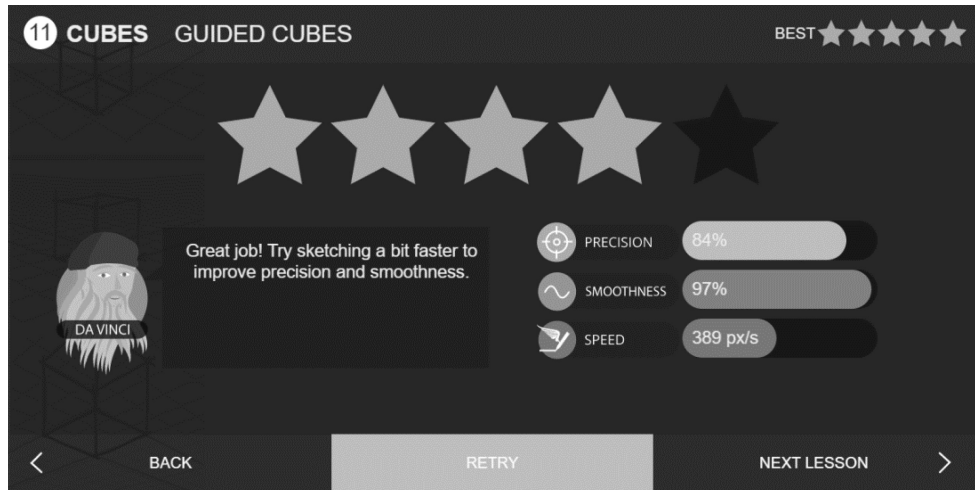 11 CUBES GUIDED CUBES BEST
Great job! Try sketching a bit faster to
improve precision and smoothness.
DA VINCI
PRECISION 84%
SMOOTHNESS 97%
SPEED 389 px/s
BACK RETRY NEXT LESSON